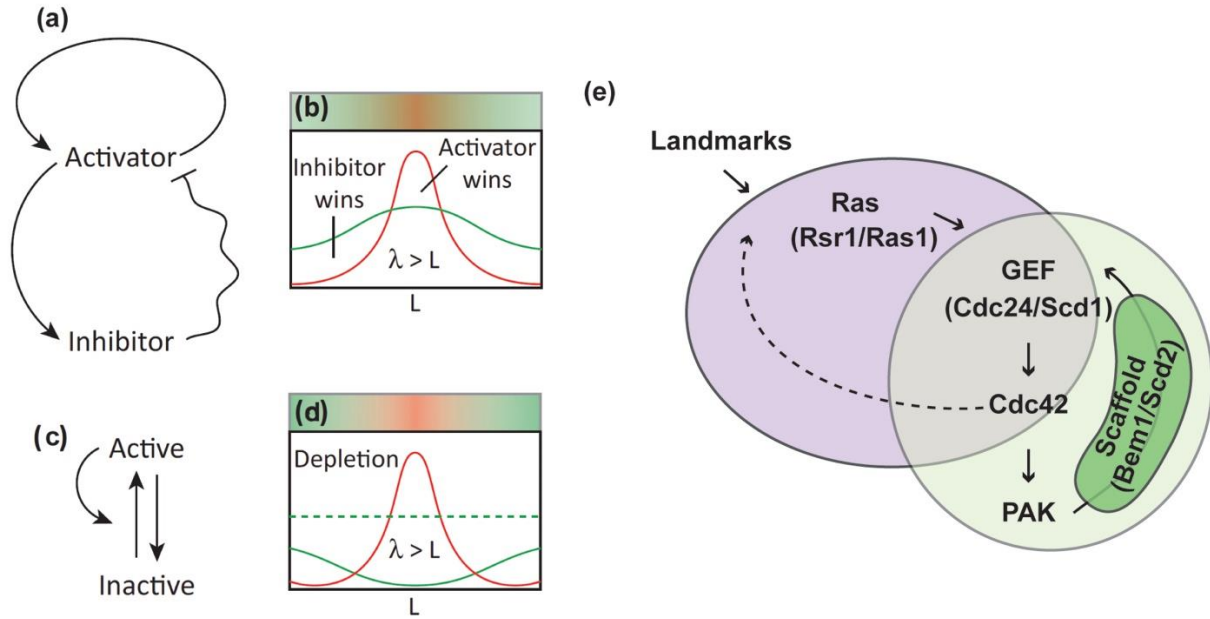 (a)
Activator
Inhibitor
(b)
Inhibitor
wins
Activator
wins
λ > L
L
(c)
Active
Inactive
(d)
Depletion
λ > L
L
(e)
Landmarks
Ras
(Rsr1/Ras1)
GEF
(Cdc24/Scd1)
Cdc42
PAK
Scaffold
(Bem1/Scd2)